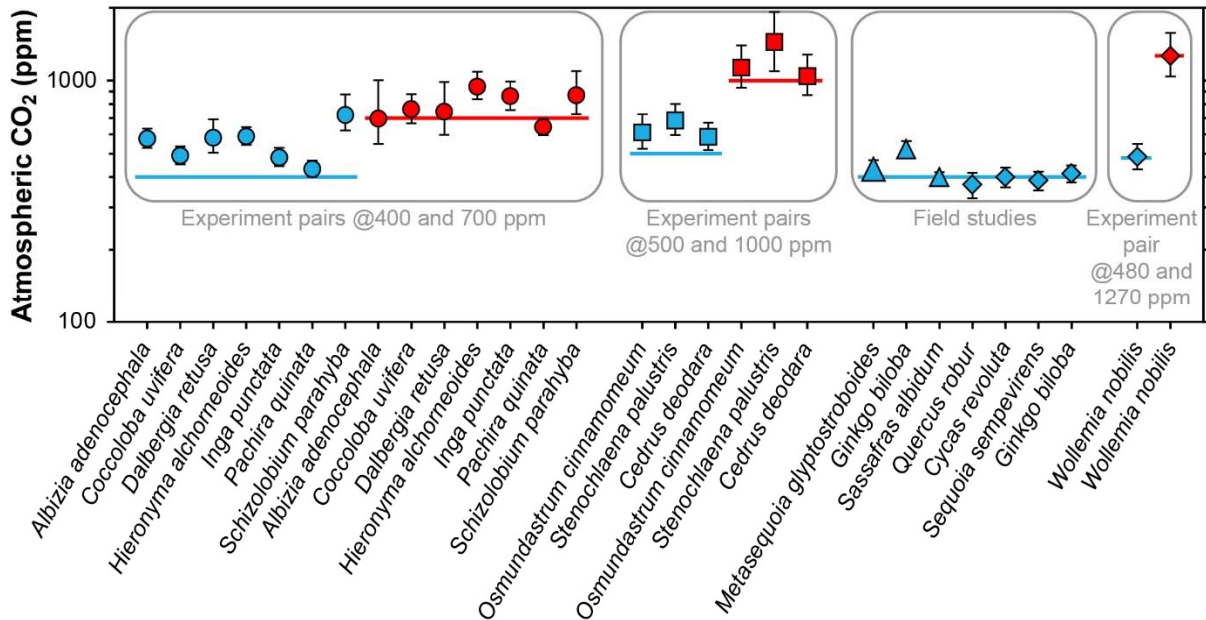 Atmospheric CO₂ (ppm)
1000
100
Experiment pairs @400 and 700 ppm
Experiment pairs
@500 and 1000 ppm
Field studies
Experiment
pair
@480 and
1270 ppm
Albizia adenocephala
Coccoloba uvifera
Dalbergia retusa
Hieronyma alchorneoides
Inga punctata
Pachira quinata
Schizolobium parahyba
Albizia adenocephala
Coccoloba uvifera
Dalbergia retusa
Hieronyma alchorneoides
Inga punctata
Pachira quinata
Schizolobium parahyba
Osmundastrum cinnamomeum
Stenochlaena palustris
Cedrus deodara
Osmundastrum cinnamomeum
Stenochlaena palustris
Cedrus deodara
Metasequoia glyptostroboides
Ginkgo biloba
Sassafras albidum
Quercus robur
Cycas revoluta
Sequoia sempevirens
Ginkgo biloba
Wollemia nobilis
Wollemia nobilis